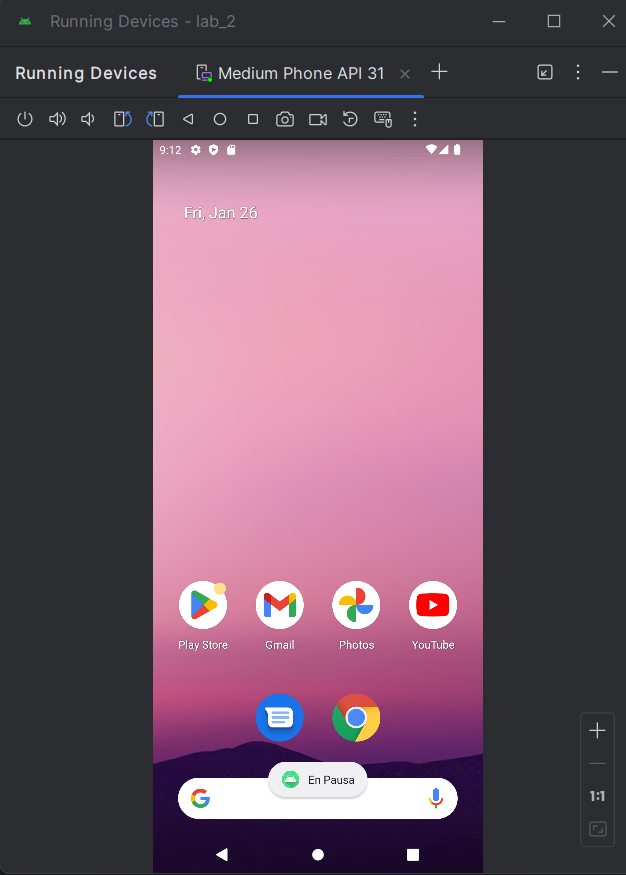 Running Devices - lab_2
Running Devices
Medium Phone API 31
9:12
Fri, Jan 26
Play Store
Gmail
Photos
YouTube
En Pausa
1:1